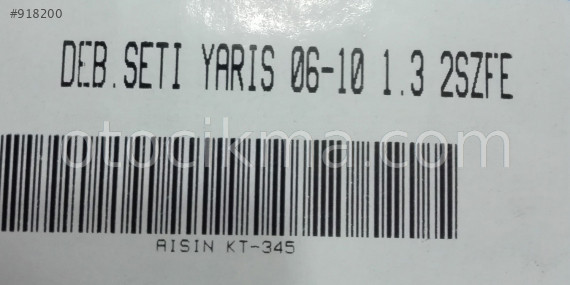 #918200
DEB.SETI YARIS 06-10 1.3 2SZFE
otocikma.com
AISIN KT-345